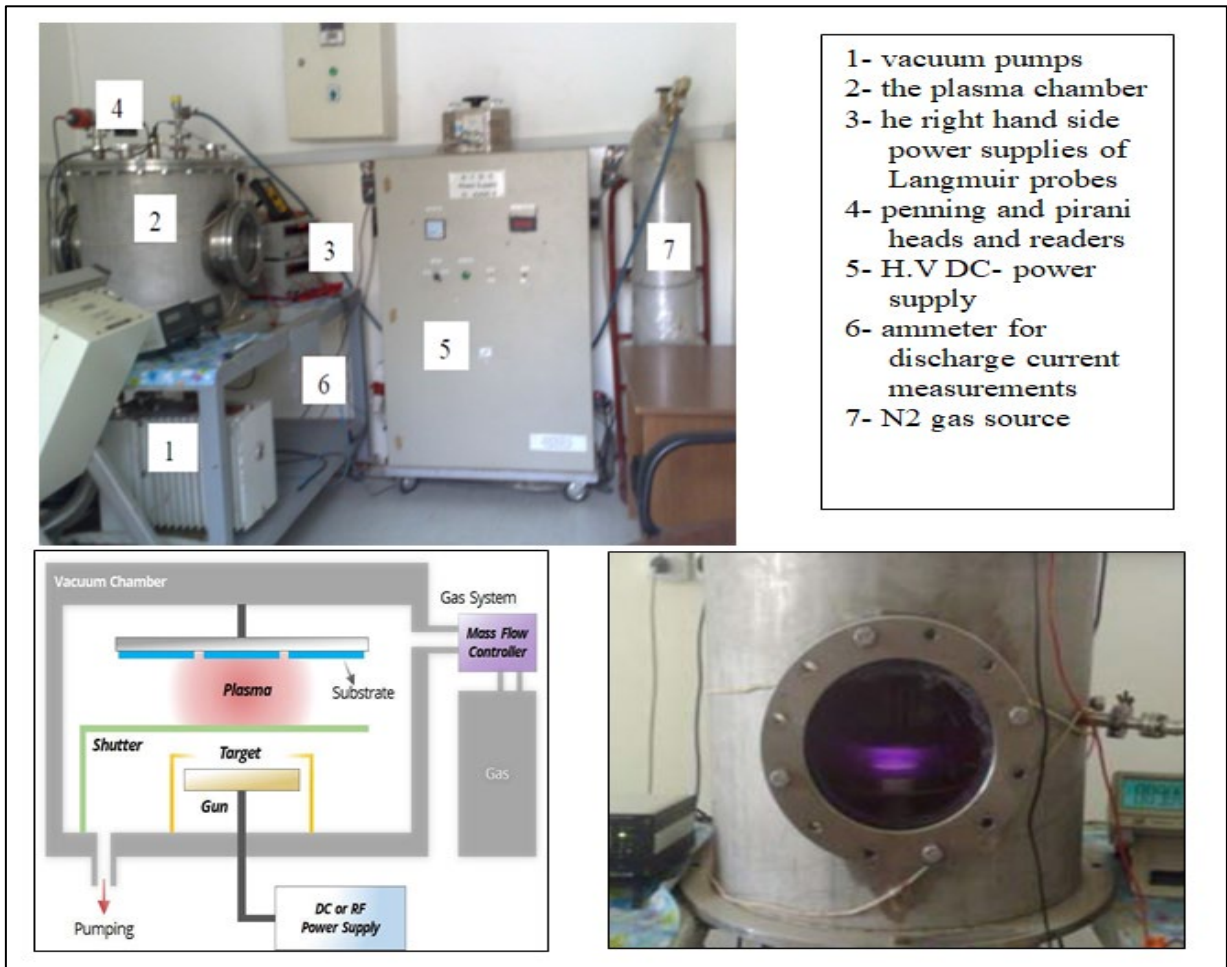 4
2
3
7
5
6
1
1- vacuum pumps
2- the plasma chamber
3- he right hand side
power supplies of
Langmuir probes
4- penning and pirani
heads and readers
5- H.V DC- power
supply
6- ammeter for
discharge current
measurements
7- N2 gas source
Vacuum Chamber
Gas System
Mass Flow
Controller
Plasma
Substrate
Shutter
Target
Gas
Gun
DC or RF
Power Supply
Pumping